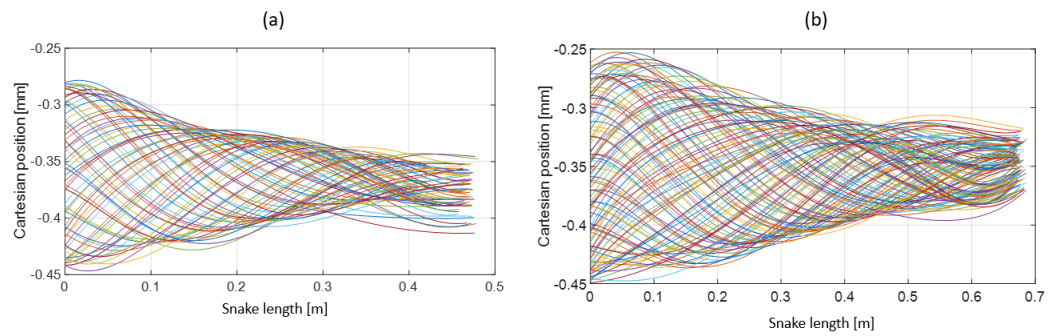 (a)
-0.25
-0.3
-0.35
-0.4
-0.45
Cartesian position [mm]
0 0.1 0.2 0.3 0.4 0.5
Snake length [m]
(b)
-0.25
-0.3
-0.35
-0.4
-0.45
Cartesian position [mm]
0 0.1 0.2 0.3 0.4 0.5 0.6 0.7
Snake length [m]